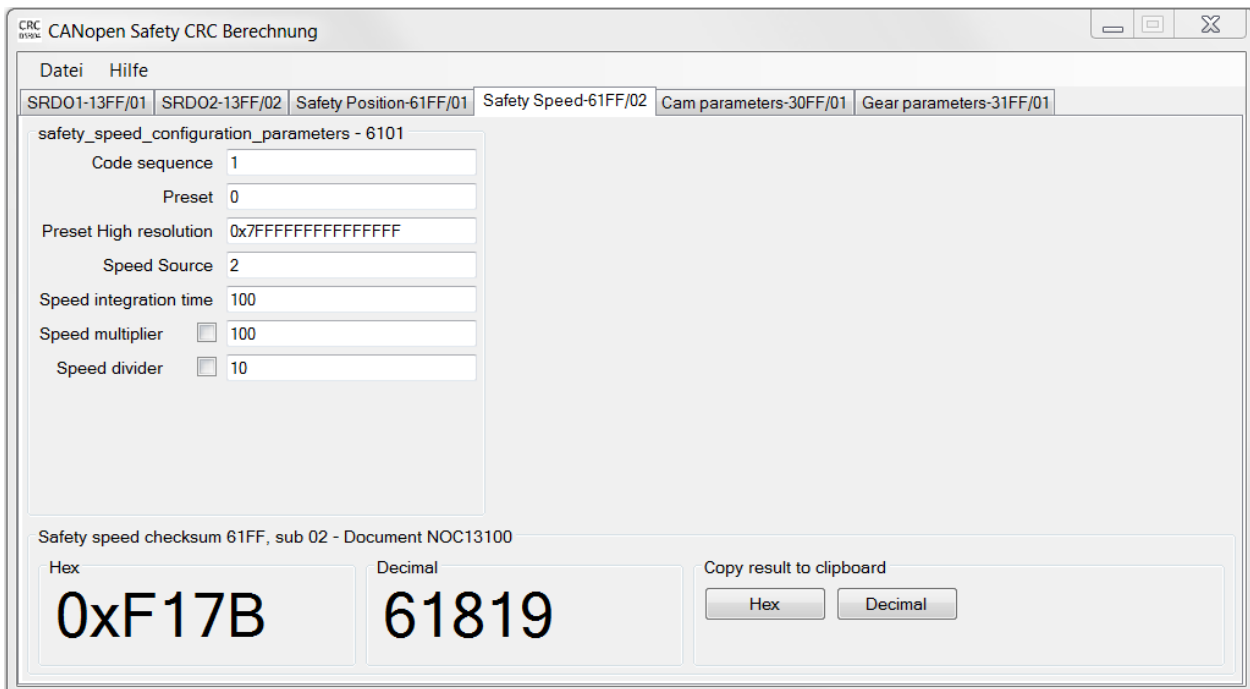 CRC CANopen Safety CRC Berechnung
Datei Hilfe
SRDO1-13FF/01 SRDO2-13FF/02 Safety Position-61FF/01 Safety Speed-61FF/02 Cam parameters-30FF/01 Gear parameters-31FF/01
safety_speed_configuration_parameters - 6101
Code sequence 1
Preset 0
Preset High resolution 0x7FFFFFFFFFFFFFFF
Speed Source 2
Speed integration time 100
Speed multiplier 100
Speed divider 10
Safety speed checksum 61FF, sub 02 - Document NOC13100
Hex Decimal Copy result to clipboard
0xF17B 61819 Hex Decimal